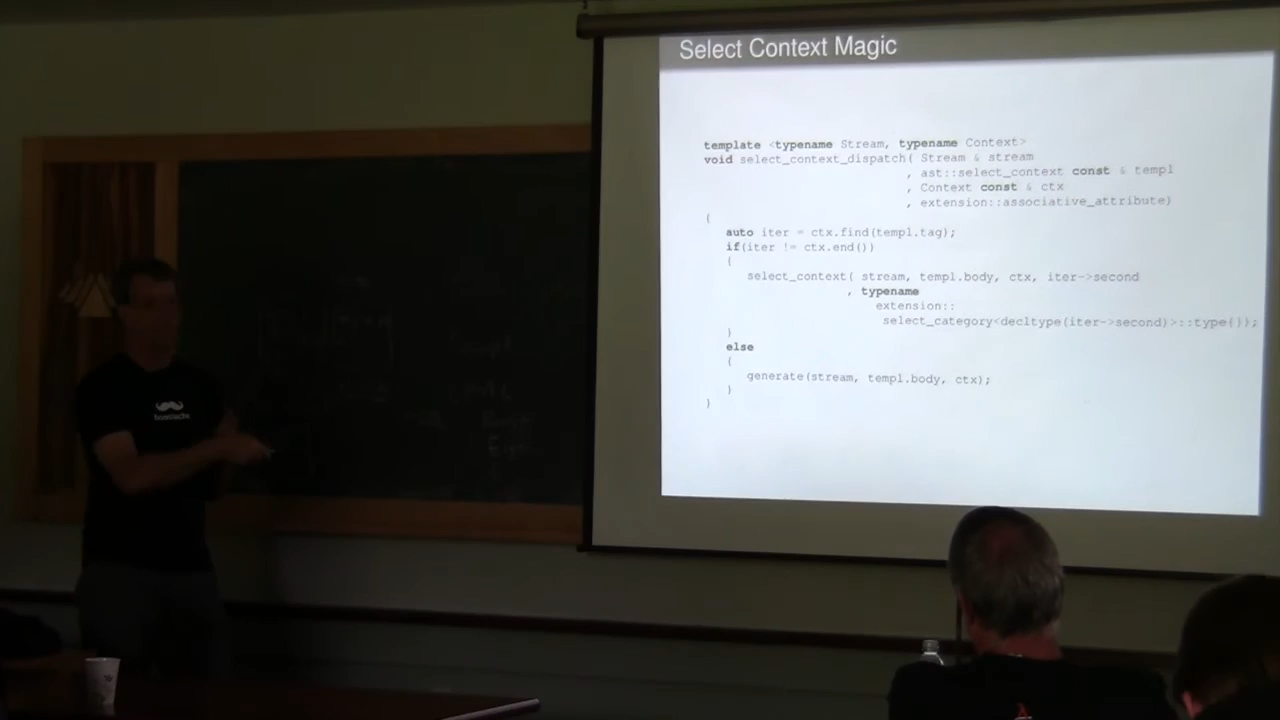 Select Context Magic
template <typename Stream, typename Context>
void select_context_dispatch( Stream & stream
, ast::select_context const & templ
, Context const & ctx
, extension::associative_attribute)
{
auto iter = ctx.find(templ.tag);
if(iter != ctx.end())
{
select_context( stream, templ.body, ctx, iter->second
, typename
extension::
select_category<decltype(iter->second)>::type{});
}
else
{
generate(stream, templ.body, ctx);
}
}